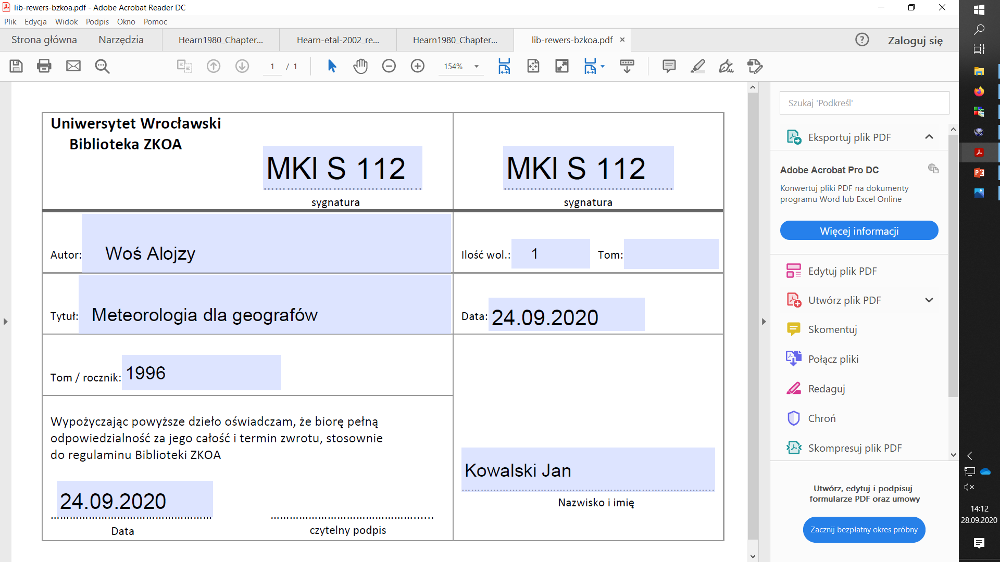 lib-rewers-bzkoa.pdf - Adobe Acrobat Reader DC
Plik Edycja Widok Podpis Okno Pomoc
Strona główna Narzędzia Hearn1980_Chapter... Hearn-etal-2002_re... Hearn1980_Chapter... lib-rewers-bzkoa.pdf × ? Zaloguj się
1 / 1 154%
Uniwersytet Wrocławski
Biblioteka ZKOA
MKI S 112 MKI S 112
sygnatura sygnatura
Autor: Woś Alojzy Ilość wol.: 1 Tom:
Tytuł: Meteorologia dla geografów Data: 24.09.2020
Tom / rocznik: 1996
Wypożyczając powyższe dzieło oświadczam, że biorę pełną
odpowiedzialność za jego całość i termin zwrotu, stosownie
do regulaminu Biblioteki ZKOA
Kowalski Jan
Nazwisko i imię
24.09.2020
Data czytelny podpis
Szukaj 'Podkreśl'
Eksportuj plik PDF
Adobe Acrobat Pro DC
Konwertuj pliki PDF na dokumenty
programu Word lub Excel Online
Więcej informacji
Edytuj plik PDF
Utwórz plik PDF
Skomentuj
Połącz pliki
Redaguj
Chroń
Skompresuj plik PDF
Utwórz, edytuj i podpisuj
formularze PDF oraz umowy
Zacznij bezpłatny okres próbny
14:12
28.09.2020